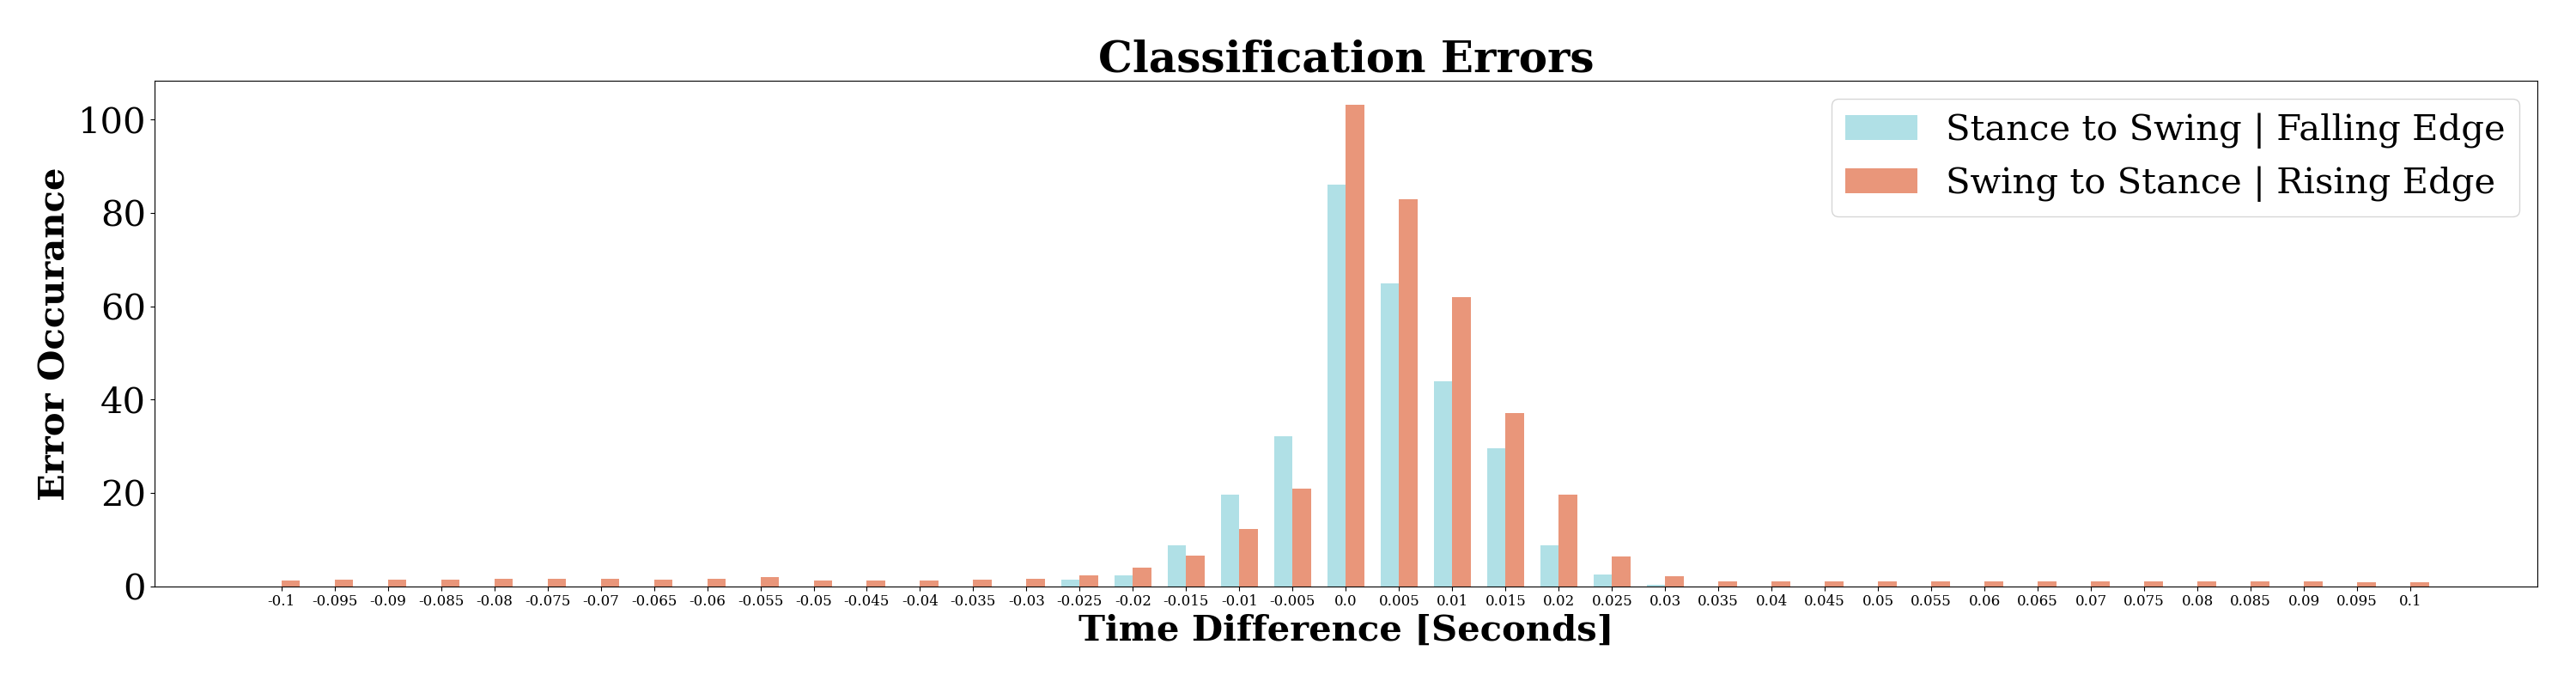 Classification Errors
Error Occurance
100
80
60
40
20
0
Stance to Swing | Falling Edge
Swing to Stance | Rising Edge
-0.1 -0.095 -0.09 -0.085 -0.08 -0.075 -0.07 -0.065 -0.06 -0.055 -0.05 -0.045 -0.04 -0.035 -0.03 -0.025 -0.02 -0.015 -0.01 -0.005 0.0 0.005 0.01 0.015 0.02 0.025 0.03 0.035 0.04 0.045 0.05 0.055 0.06 0.065 0.07 0.075 0.08 0.085 0.09 0.095 0.1
Time Difference [Seconds]